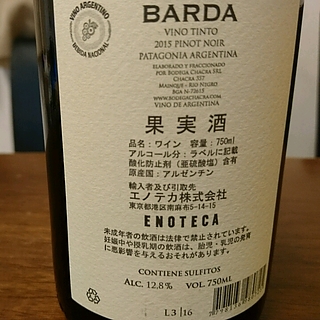 VINO ARGENTINO
BEBIDA NACIONAL
BARDA
VINO TINTO
2015 PINOT NOIR
PATAGONIA ARGENTINA
ELABORADO Y FRACCIONADO
POR BODEGA CHACRA SRL
CHACRA 557
MAINQUE - RIO NEGRO
BGA N-72615
WWW.BODEGACHACRA.COM
VINO DE ARGENTINA
果実酒
品名：ワイン 容量：750ml
アルコール分：ラベルに記載
酸化防止剤（亜硫酸塩）含有
原産国：アルゼンチン
輸入者及び引取先
エノテカ株式会社
東京都港区南麻布5-14-15
ENOTECA
未成年者の飲酒は法律で禁止されています。
妊娠中や授乳期の飲酒は、胎児・乳児の発育
に悪影響を与えるおそれがあります。
CONTIENE SULFITOS
ALC. 12,8% VOL. 750ML
L3|16